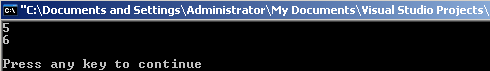 "C:\Documents and Settings\Administrator\My Documents\Visual Studio Projects\
5
6
Press any key to continue